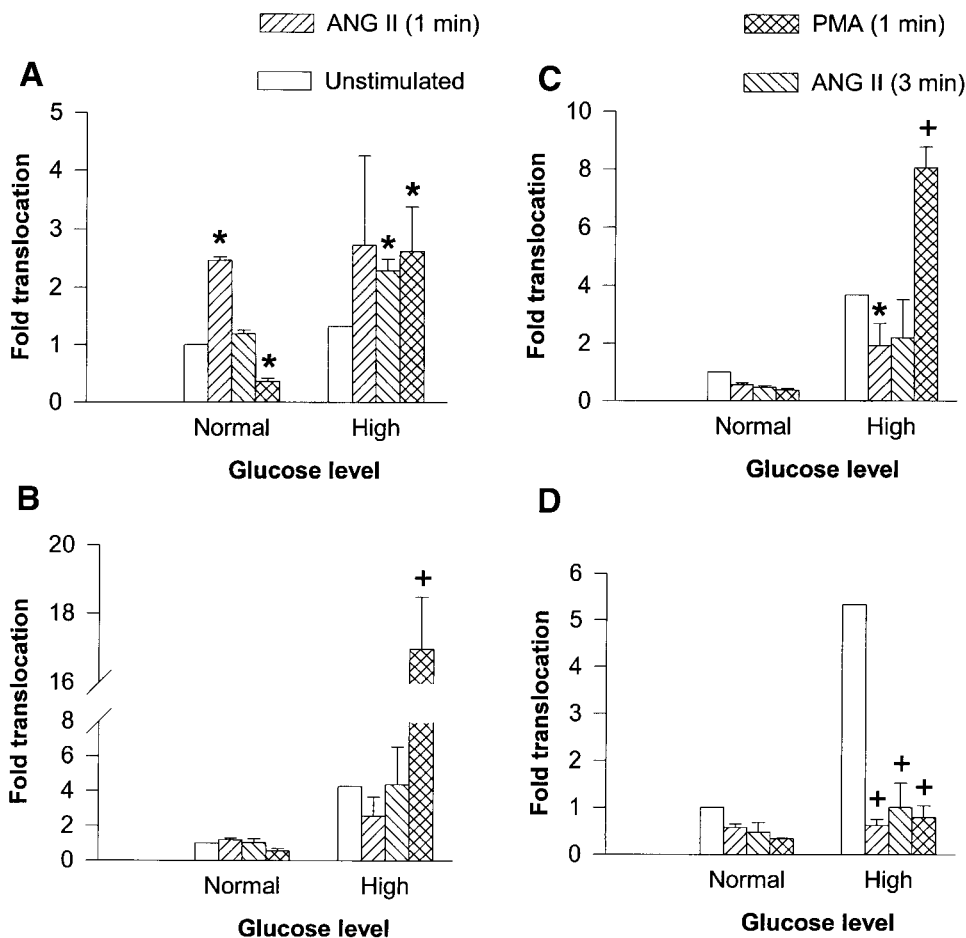 ANG II (1 min)
PMA (1 min)
Unstimulated
ANG II (3 min)
A
Fold translocation
5
4
3
2
1
0
*
*
*
*
Normal
High
Glucose level
C
Fold translocation
10
8
6
4
2
0
*
+
Normal
High
Glucose level
B
Fold translocation
20
18
16
8
6
4
2
0
+
Normal
High
Glucose level
D
Fold translocation
6
5
4
3
2
1
0
+
+
+
Normal
High
Glucose level